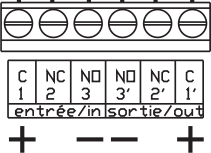 C NC NO NO NC C
1 2 3 3' 2' 1'
entrée/in sortie/out
+ − − +